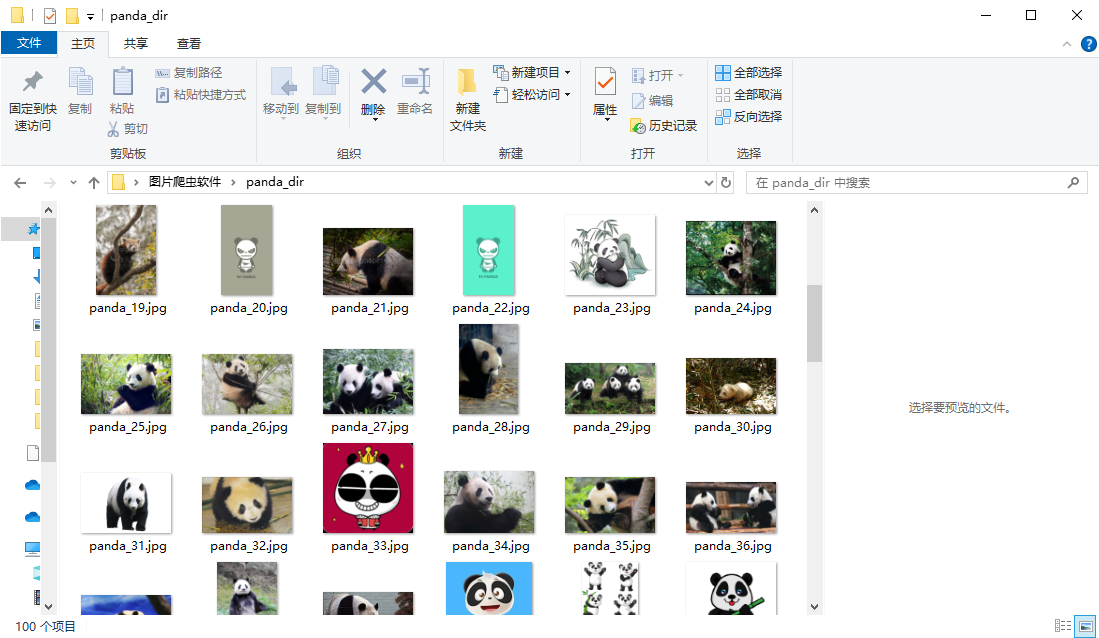 panda_dir
文件 主页 共享 查看
固定到快速访问
复制
粘贴
复制路径
粘贴快捷方式
剪切
剪贴板
移动到 复制到 删除 重命名
组织
新建文件夹
新建项目
轻松访问
新建
属性
打开
编辑
历史记录
打开
全部选择
全部取消
反向选择
选择
图片爬虫软件 panda_dir
在 panda_dir 中搜索
panda_19.jpg panda_20.jpg panda_21.jpg panda_22.jpg panda_23.jpg panda_24.jpg
panda_25.jpg panda_26.jpg panda_27.jpg panda_28.jpg panda_29.jpg panda_30.jpg
panda_31.jpg panda_32.jpg panda_33.jpg panda_34.jpg panda_35.jpg panda_36.jpg
选择要预览的文件。
100 个项目